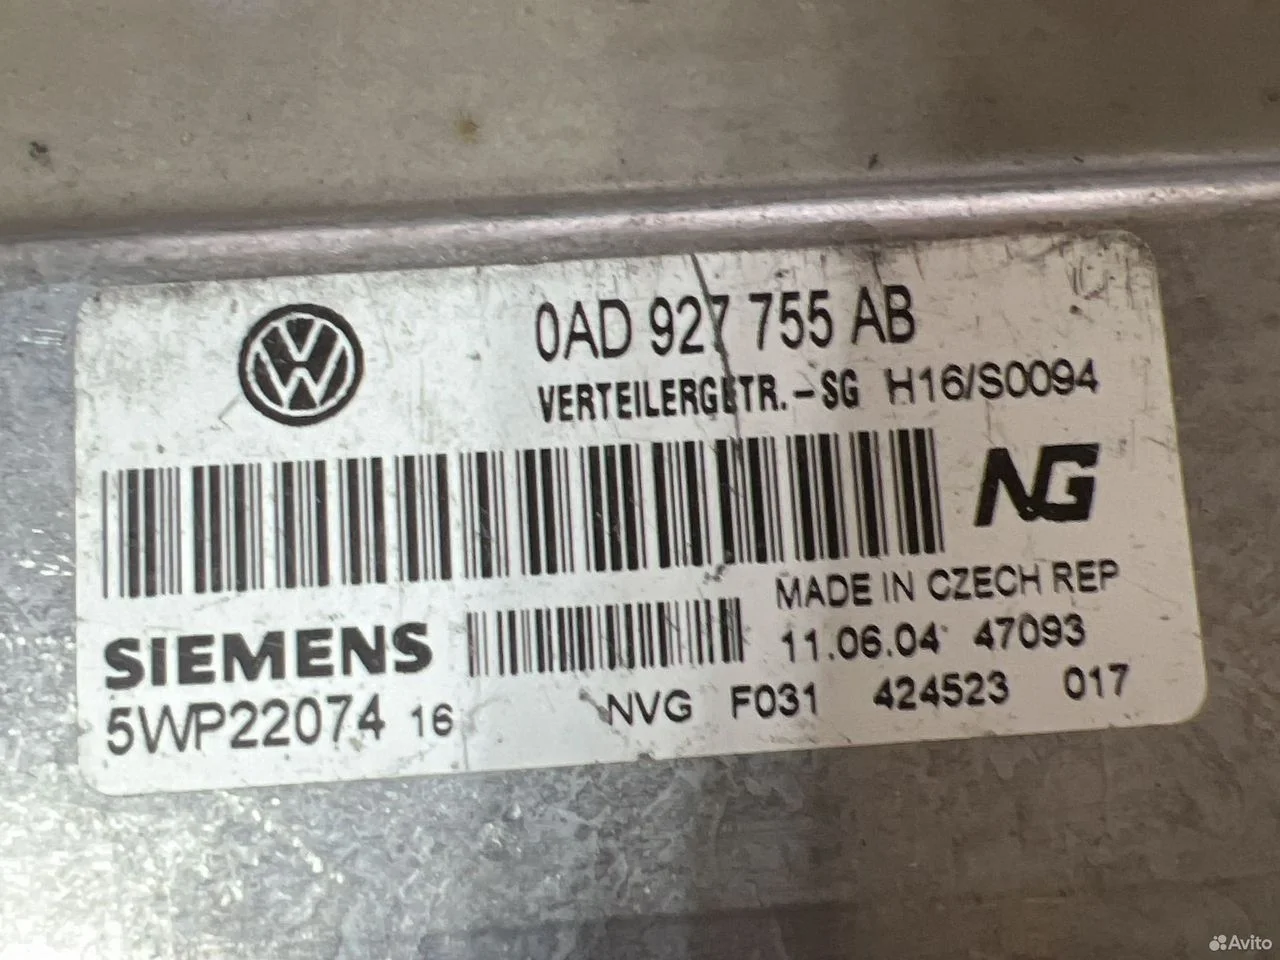 0AD 927 755 AB
VERTEILERGETR.-SG H16/S0094
NG
MADE IN CZECH REP
SIEMENS
11.06.04 47093
5WP22074 16
NVG F031 424523 017
Avito